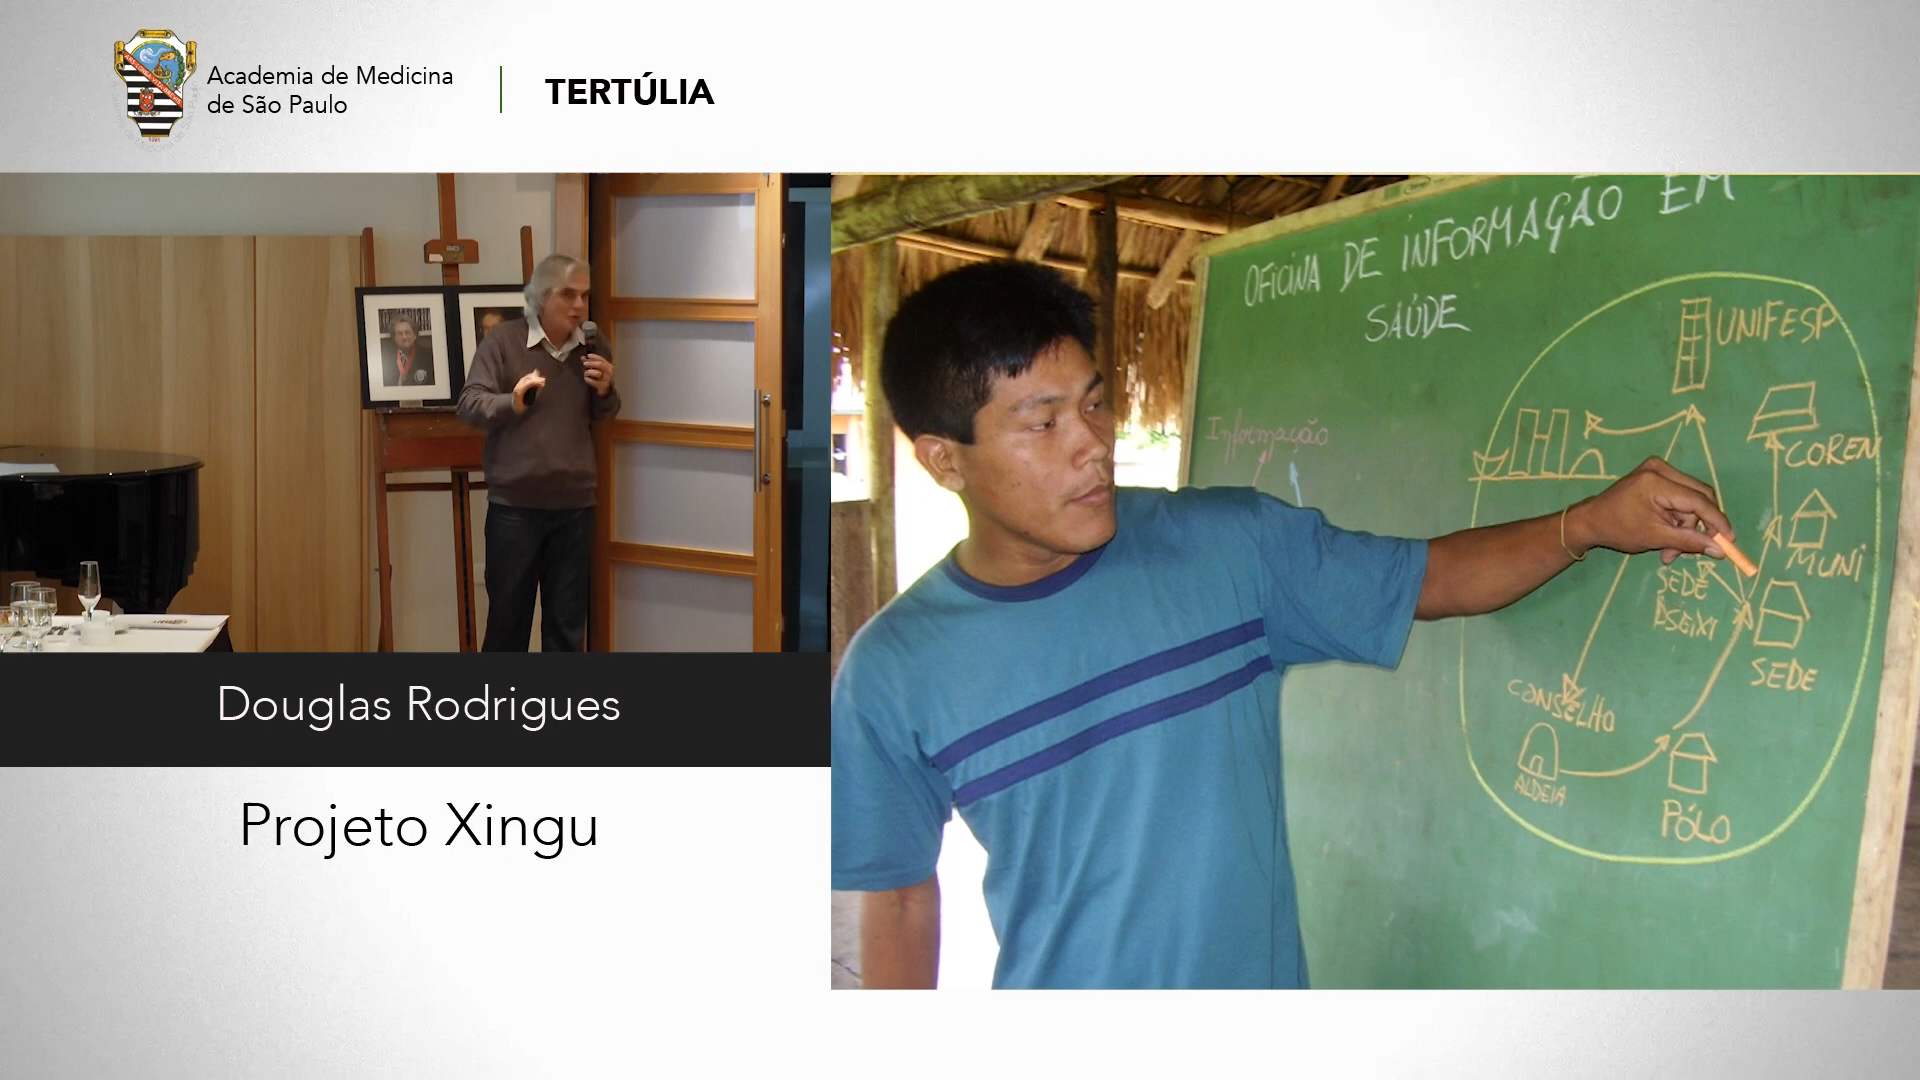 Academia de Medicina
de São Paulo
TERTÚLIA
OFICINA DE INFORMAÇÃO EM
SAÚDE
UNIFESP
Informação
COREN
MUNI
SEDE
SEDE
CONSELHO
ALDEIA
PÓLO
Douglas Rodrigues
Projeto Xingu